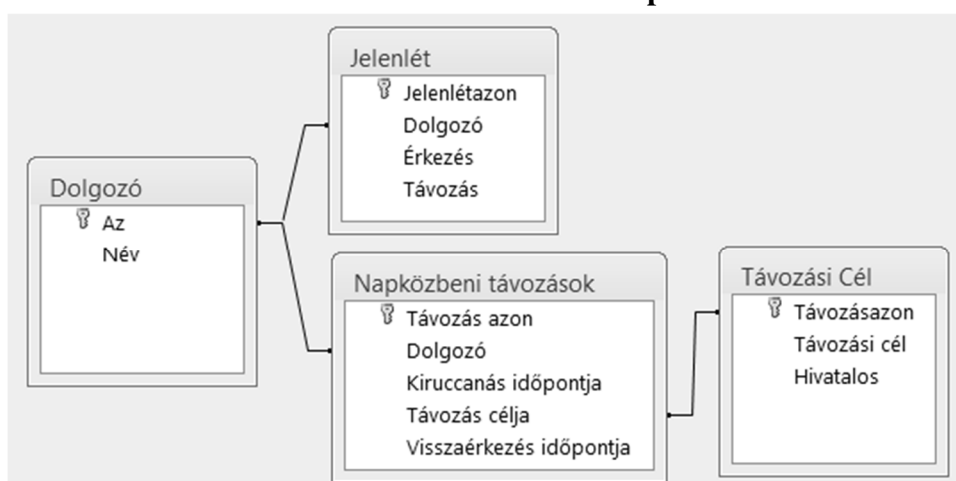 Jelenlét
Jelenlétazon
Dolgozó
Érkezés
Távozás
Dolgozó
Az
Név
Napközbeni távozások
Távozás azon
Dolgozó
Kiruccanás időpontja
Távozás célja
Visszaérkezés időpontja
Távozási Cél
Távozásazon
Távozási cél
Hivatalos